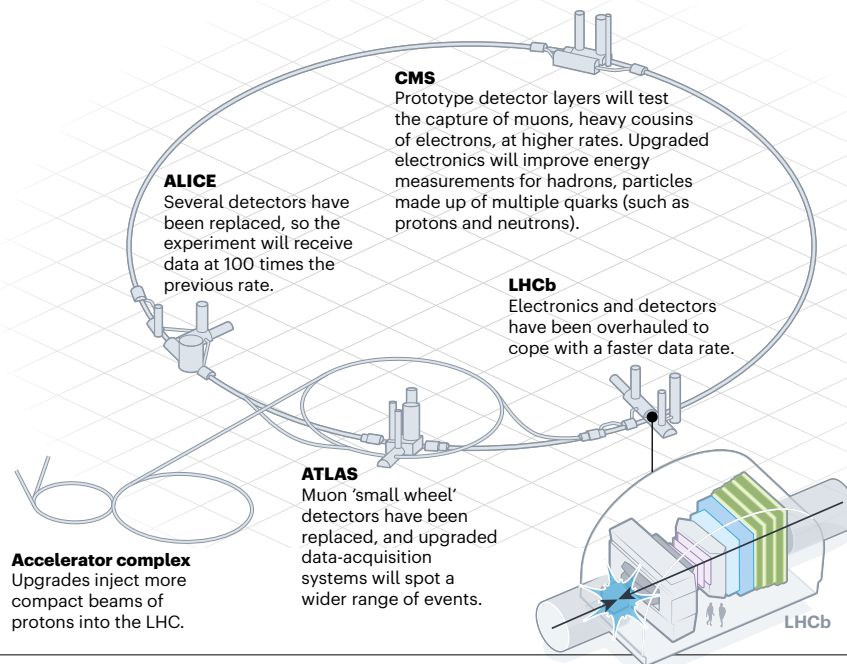 CMS
Prototype detector layers will test
the capture of muons, heavy cousins
of electrons, at higher rates. Upgraded
electronics will improve energy
measurements for hadrons, particles
made up of multiple quarks (such as
protons and neutrons).
ALICE
Several detectors have
been replaced, so the
experiment will receive
data at 100 times the
previous rate.
LHCb
Electronics and detectors
have been overhauled to
cope with a faster data rate.
ATLAS
Muon ‘small wheel’
detectors have been
replaced, and upgraded
data-acquisition
systems will spot a
wider range of events.
Accelerator complex
Upgrades inject more
compact beams of
protons into the LHC.
LHCb